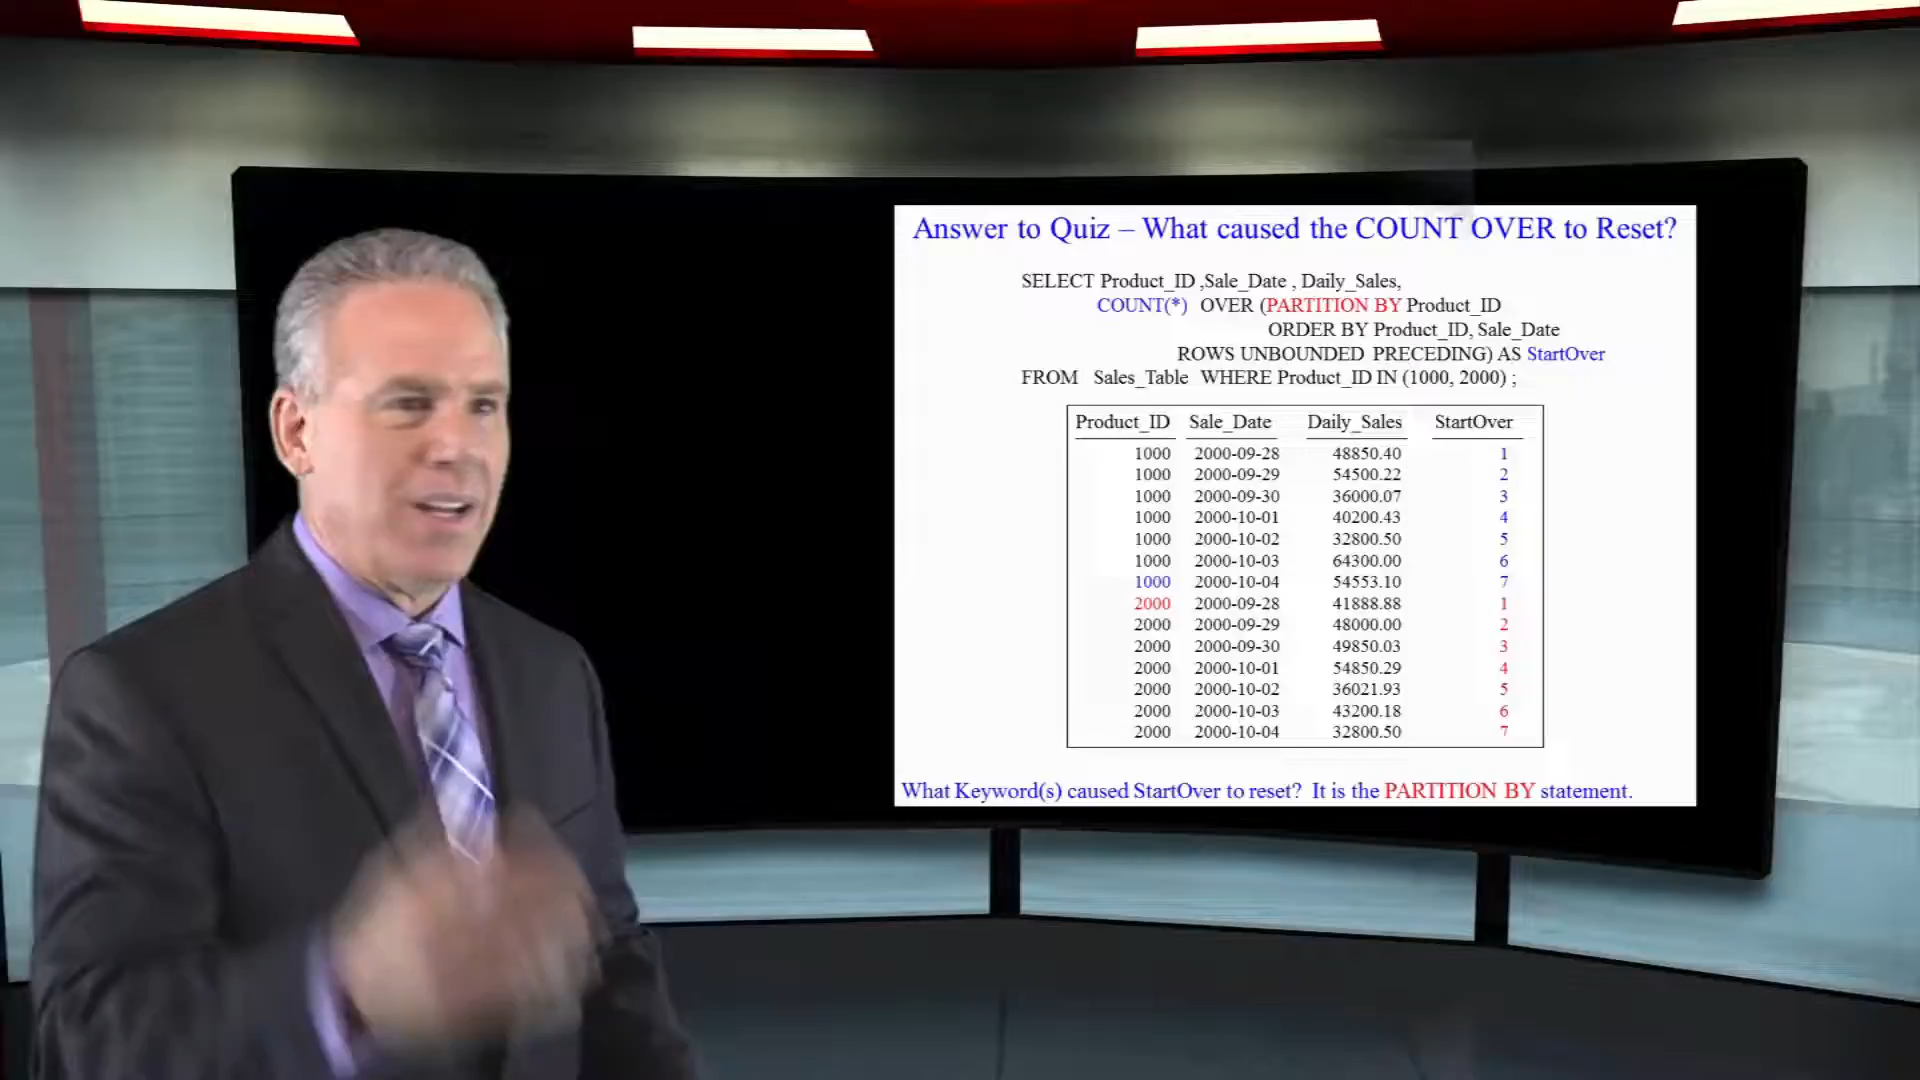 Answer to Quiz – What caused the COUNT OVER to Reset?
SELECT Product_ID ,Sale_Date , Daily_Sales,
COUNT(*) OVER (PARTITION BY Product_ID
ORDER BY Product_ID, Sale_Date
ROWS UNBOUNDED PRECEDING) AS StartOver
FROM Sales_Table WHERE Product_ID IN (1000, 2000) ;
Product_ID Sale_Date Daily_Sales StartOver
1000 2000-09-28 48850.40 1
1000 2000-09-29 54500.22 2
1000 2000-09-30 36000.07 3
1000 2000-10-01 40200.43 4
1000 2000-10-02 32800.50 5
1000 2000-10-03 64300.00 6
1000 2000-10-04 54553.10 7
2000 2000-09-28 41888.88 1
2000 2000-09-29 48000.00 2
2000 2000-09-30 49850.03 3
2000 2000-10-01 54850.29 4
2000 2000-10-02 36021.93 5
2000 2000-10-03 43200.18 6
2000 2000-10-04 32800.50 7
What Keyword(s) caused StartOver to reset? It is the PARTITION BY statement.